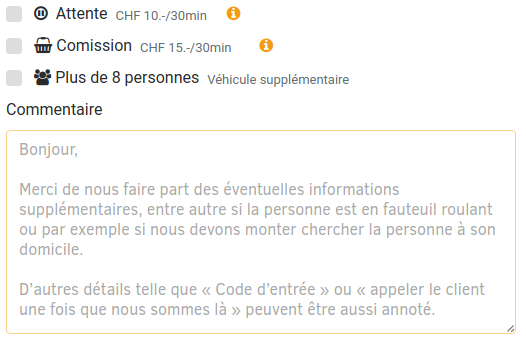 Attente CHF 10.-/30min
Comission CHF 15.-/30min
Plus de 8 personnes Véhicule supplémentaire
Commentaire
Bonjour,
Merci de nous faire part des éventuelles informations
supplémentaires, entre autre si la personne est en fauteuil roulant
ou par exemple si nous devons monter chercher la personne à son
domicile.
D'autres détails telle que « Code d'entrée » ou « appeler le client
une fois que nous sommes là » peuvent être aussi annoté.